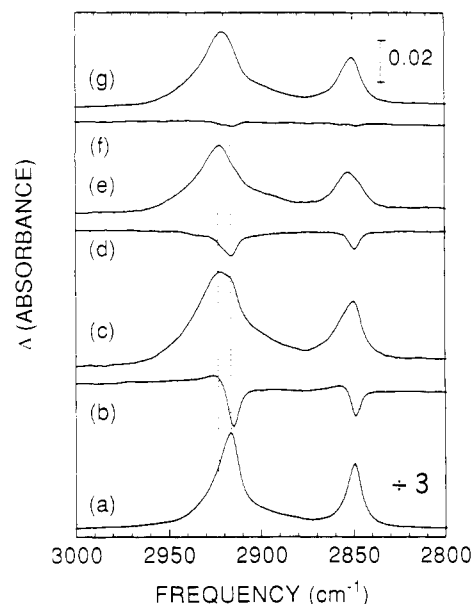 (g)
0.02
(f)
(e)
(d)
(c)
(b)
(a)
÷ 3
Δ (ABSORBANCE)
3000 2950 2900 2850 2800
FREQUENCY (cm⁻¹)